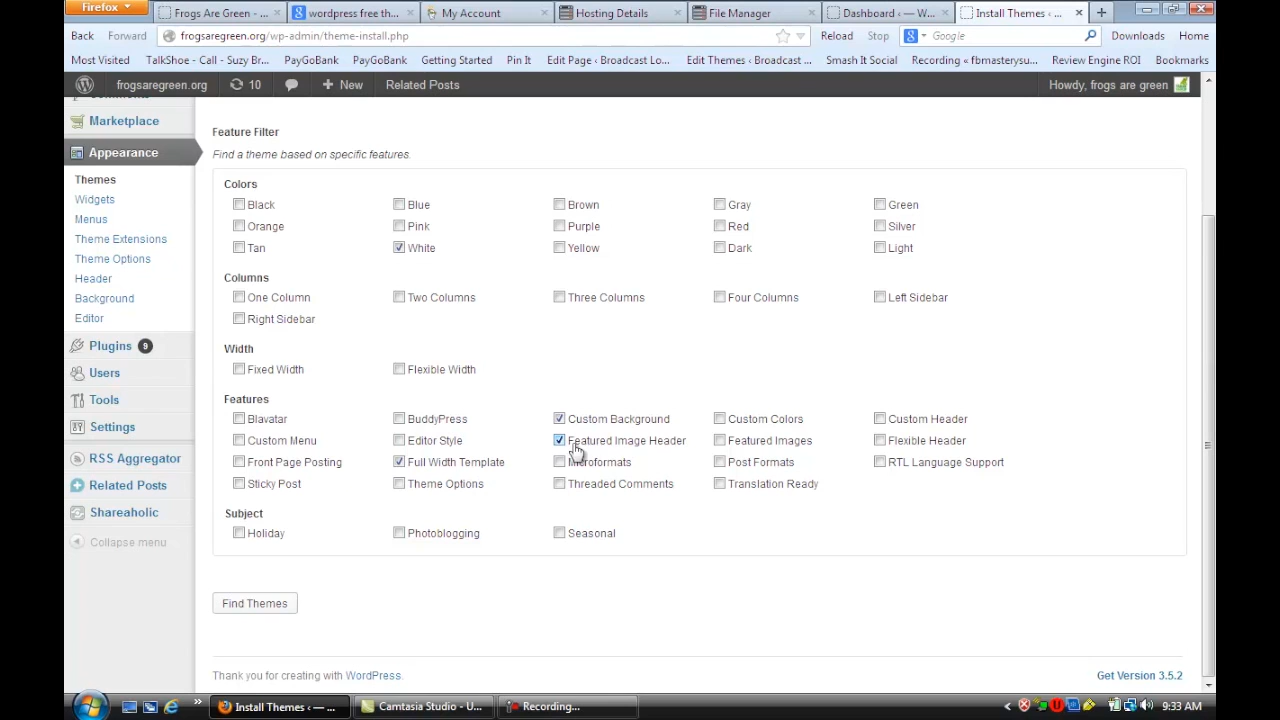 Firefox
Frogs Are Green - ...
wordpress free th...
My Account
Hosting Details
File Manager
Dashboard ‹ — W...
Install Themes ‹ ...
Back Forward frogsaregreen.org/wp-admin/theme-install.php Reload Stop Google Downloads Home
Most Visited TalkShoe - Call - Suzy Br... PayGoBank PayGoBank Getting Started Pin It Edit Page ‹ Broadcast Lo... Edit Themes ‹ Broadcast ... Smash It Social Recording « fbmasterysu... Review Engine ROI Bookmarks
frogsaregreen.org 10 New Related Posts Howdy, frogs are green
Marketplace
Appearance
Themes
Widgets
Menus
Theme Extensions
Theme Options
Header
Background
Editor
Plugins 9
Users
Tools
Settings
RSS Aggregator
Related Posts
Shareaholic
Collapse menu
Feature Filter
Find a theme based on specific features.
Colors
Black Blue Brown Gray Green
Orange Pink Purple Red Silver
Tan White Yellow Dark Light
Columns
One Column Two Columns Three Columns Four Columns Left Sidebar
Right Sidebar
Width
Fixed Width Flexible Width
Features
Blavatar BuddyPress Custom Background Custom Colors Custom Header
Custom Menu Editor Style Featured Image Header Featured Images Flexible Header
Front Page Posting Full Width Template Microformats Post Formats RTL Language Support
Sticky Post Theme Options Threaded Comments Translation Ready
Subject
Holiday Photoblogging Seasonal
Find Themes
Thank you for creating with WordPress. Get Version 3.5.2
Install Themes ‹ — ... Camtasia Studio - U... Recording... 9:33 AM